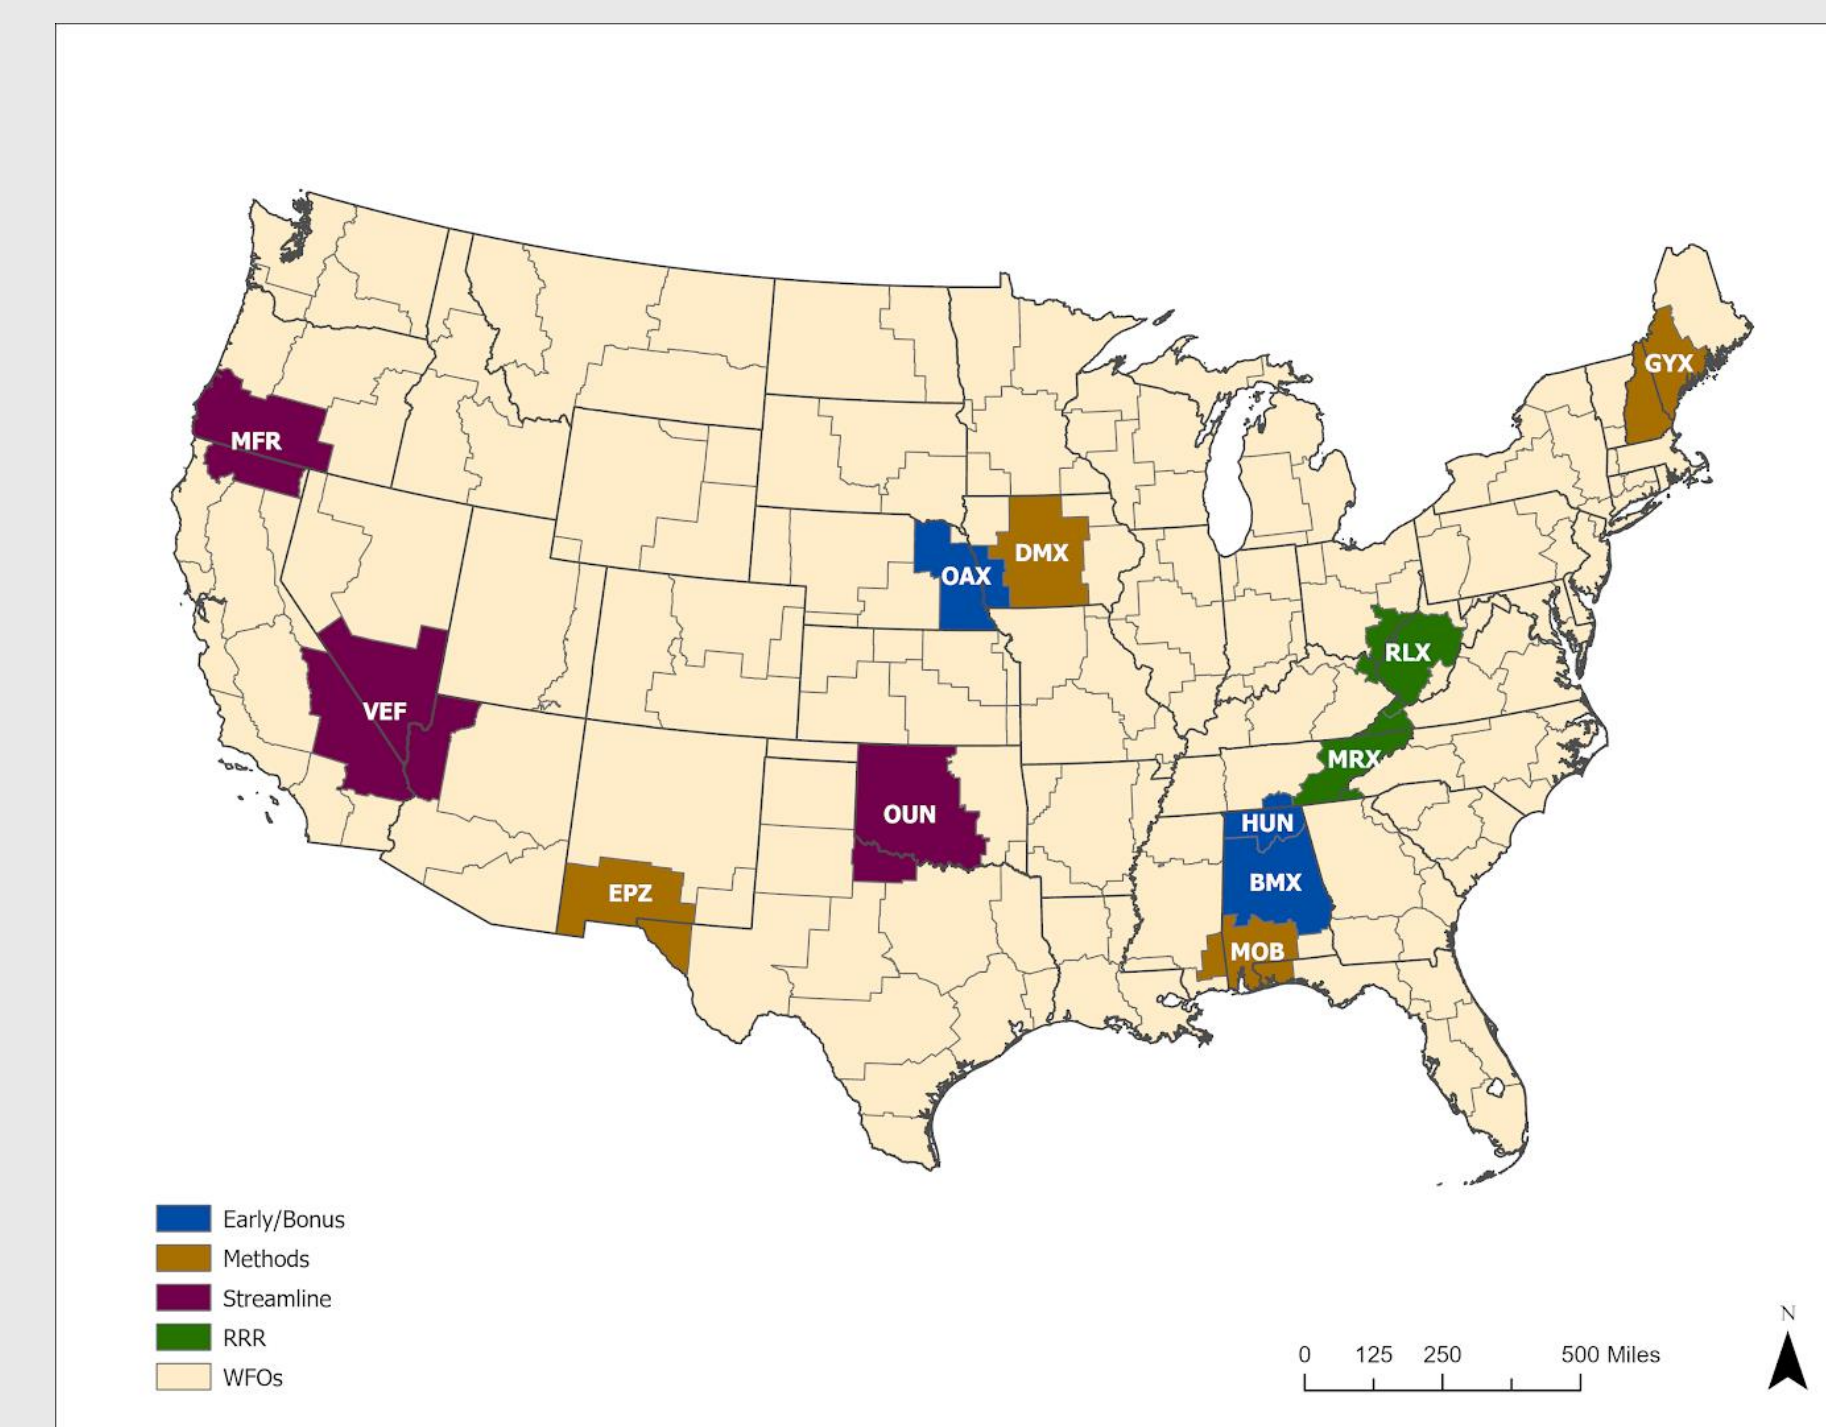 GYX
MFR
DMX
OAX
RLX
VEF
MRX
OUN
HUN
BMX
EPZ
MOB
Early/Bonus
Methods
Streamline
RRR
WFOs
N
0 125 250 500 Miles